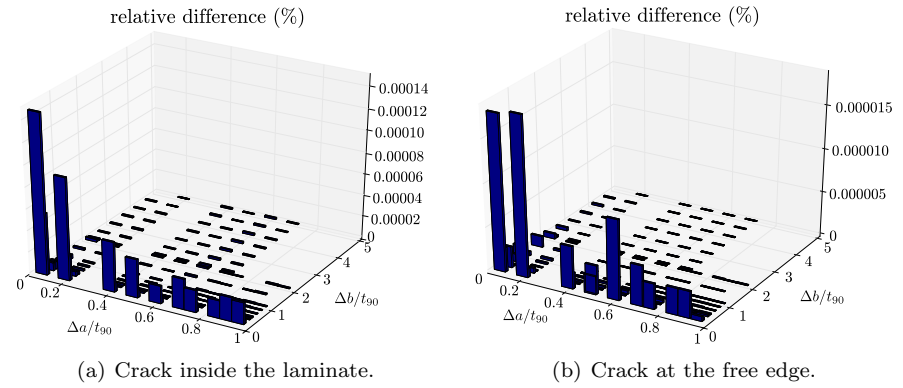 relative difference (%)
0.00014
0.00012
0.00010
0.00008
0.00006
0.00004
0.00002
0
0 0.2 0.4 0.6 0.8 1
0 1 2 3 4 5
Δa/t90
Δb/t90
(a) Crack inside the laminate.
relative difference (%)
0.000015
0.000010
0.000005
0
0 0.2 0.4 0.6 0.8 1
0 1 2 3 4 5
Δa/t90
Δb/t90
(b) Crack at the free edge.